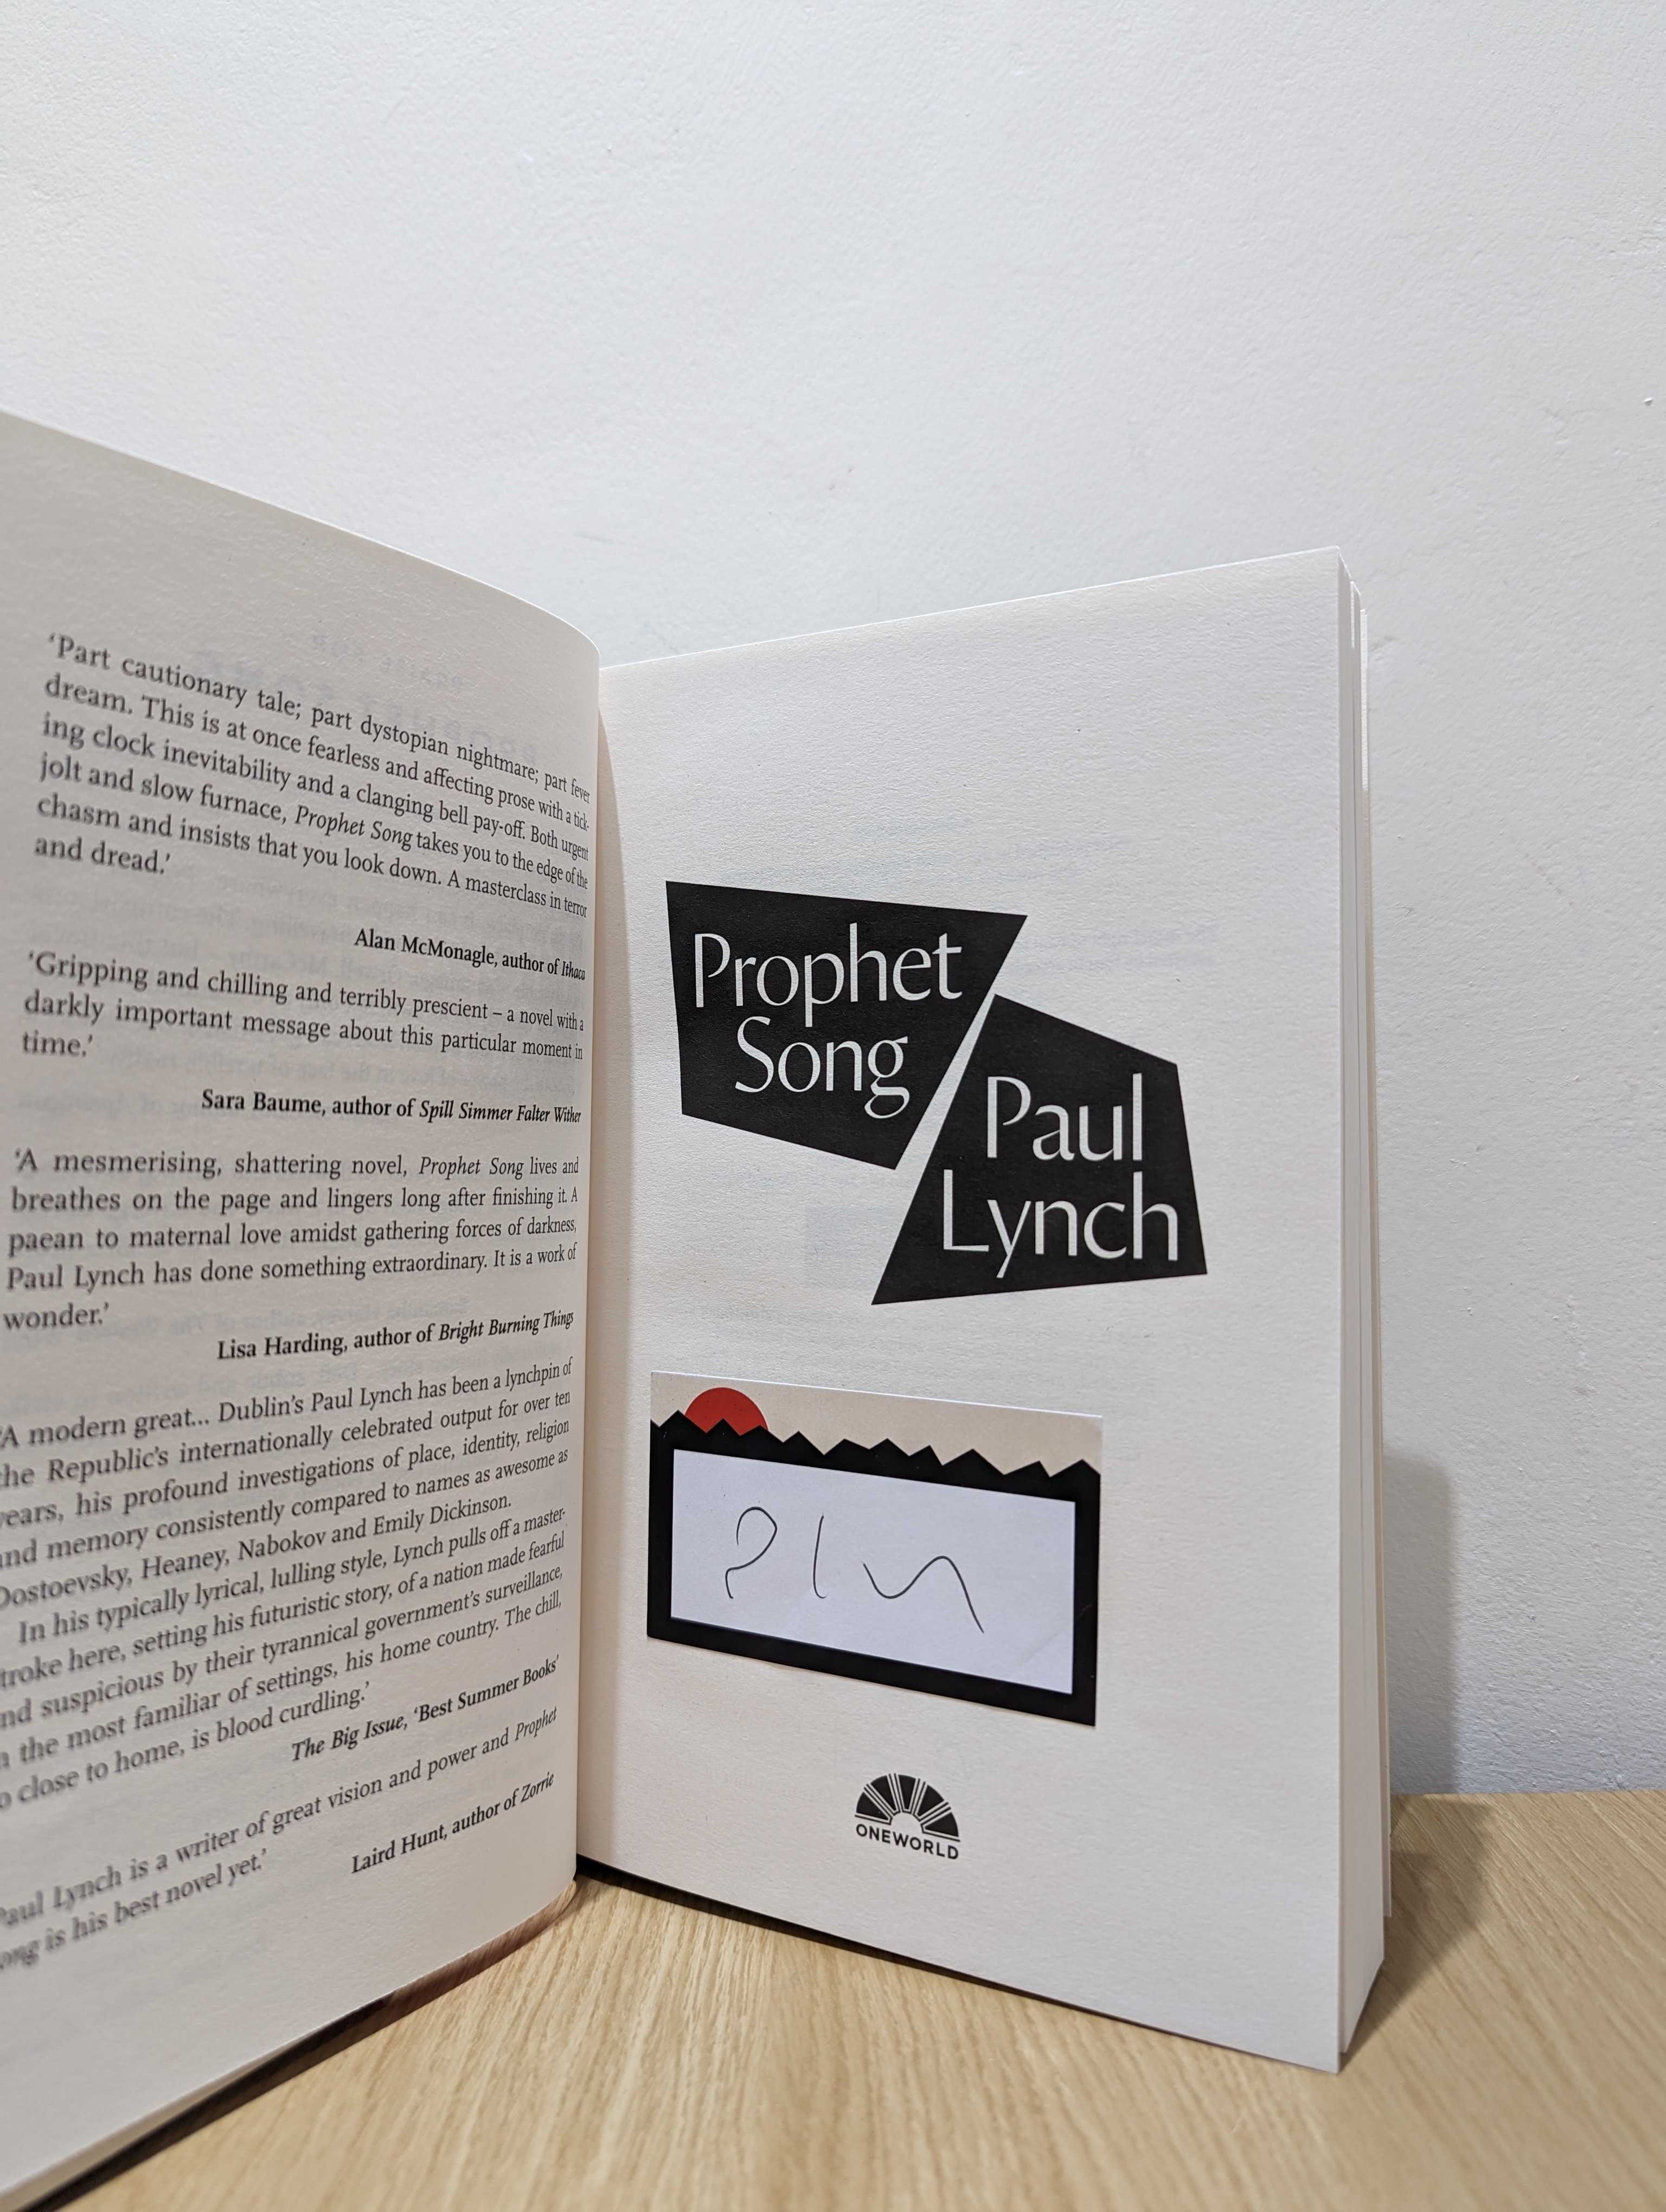 ‘Part cautionary tale; part dystopian nightmare; part fever
dream. This is at once fearless and affecting prose with a tick-
ing clock inevitability and a clanging bell pay-off. Both urgent
jolt and slow furnace, Prophet Song takes you to the edge of the
chasm and insists that you look down. A masterclass in terror
and dread.’
Alan McMonagle, author of Ithaca
‘Gripping and chilling and terribly prescient – a novel with a
darkly important message about this particular moment in
time.’
Sara Baume, author of Spill Simmer Falter Wither
‘A mesmerising, shattering novel, Prophet Song lives and
breathes on the page and lingers long after finishing it. A
paean to maternal love amidst gathering forces of darkness,
Paul Lynch has done something extraordinary. It is a work of
wonder.’
Lisa Harding, author of Bright Burning Things
‘A modern great... Dublin’s Paul Lynch has been a lynchpin of
the Republic’s internationally celebrated output for over ten
years, his profound investigations of place, identity, religion
and memory consistently compared to names as awesome as
Dostoevsky, Heaney, Nabokov and Emily Dickinson.
In his typically lyrical, lulling style, Lynch pulls off a master-
stroke here, setting his futuristic story, of a nation made fearful
and suspicious by their tyrannical government’s surveillance,
in the most familiar of settings, his home country. The chill,
so close to home, is blood curdling.’
The Big Issue, ‘Best Summer Books’
Paul Lynch is a writer of great vision and power and Prophet
Song is his best novel yet.’
Laird Hunt, author of Zorrie
Prophet
Song
Paul
Lynch
ONEWORLD